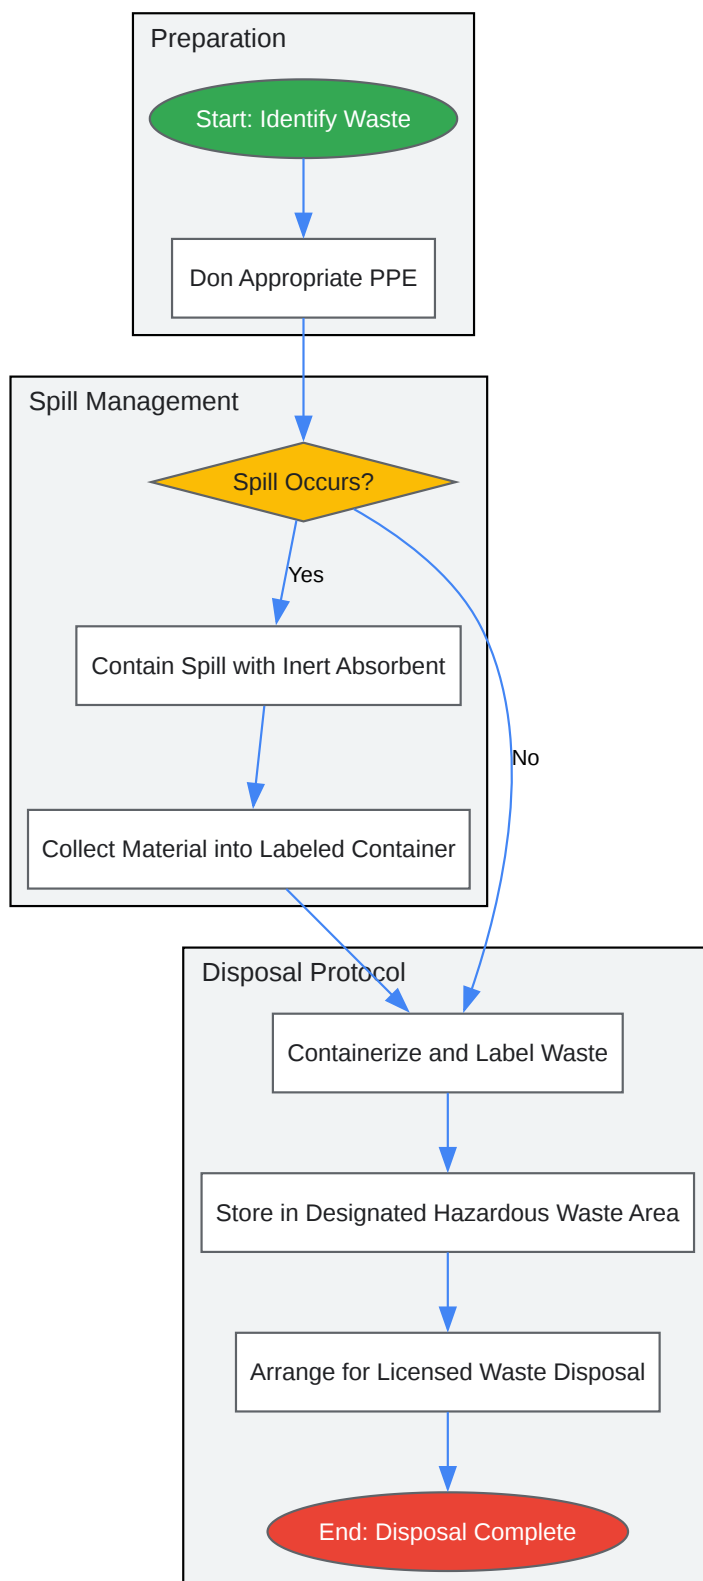 Preparation
Start: Identify Waste
Don Appropriate PPE
Spill Management
Spill Occurs?
Yes
Contain Spill with Inert Absorbent
No
Collect Material into Labeled Container
Disposal Protocol
Containerize and Label Waste
Store in Designated Hazardous Waste Area
Arrange for Licensed Waste Disposal
End: Disposal Complete